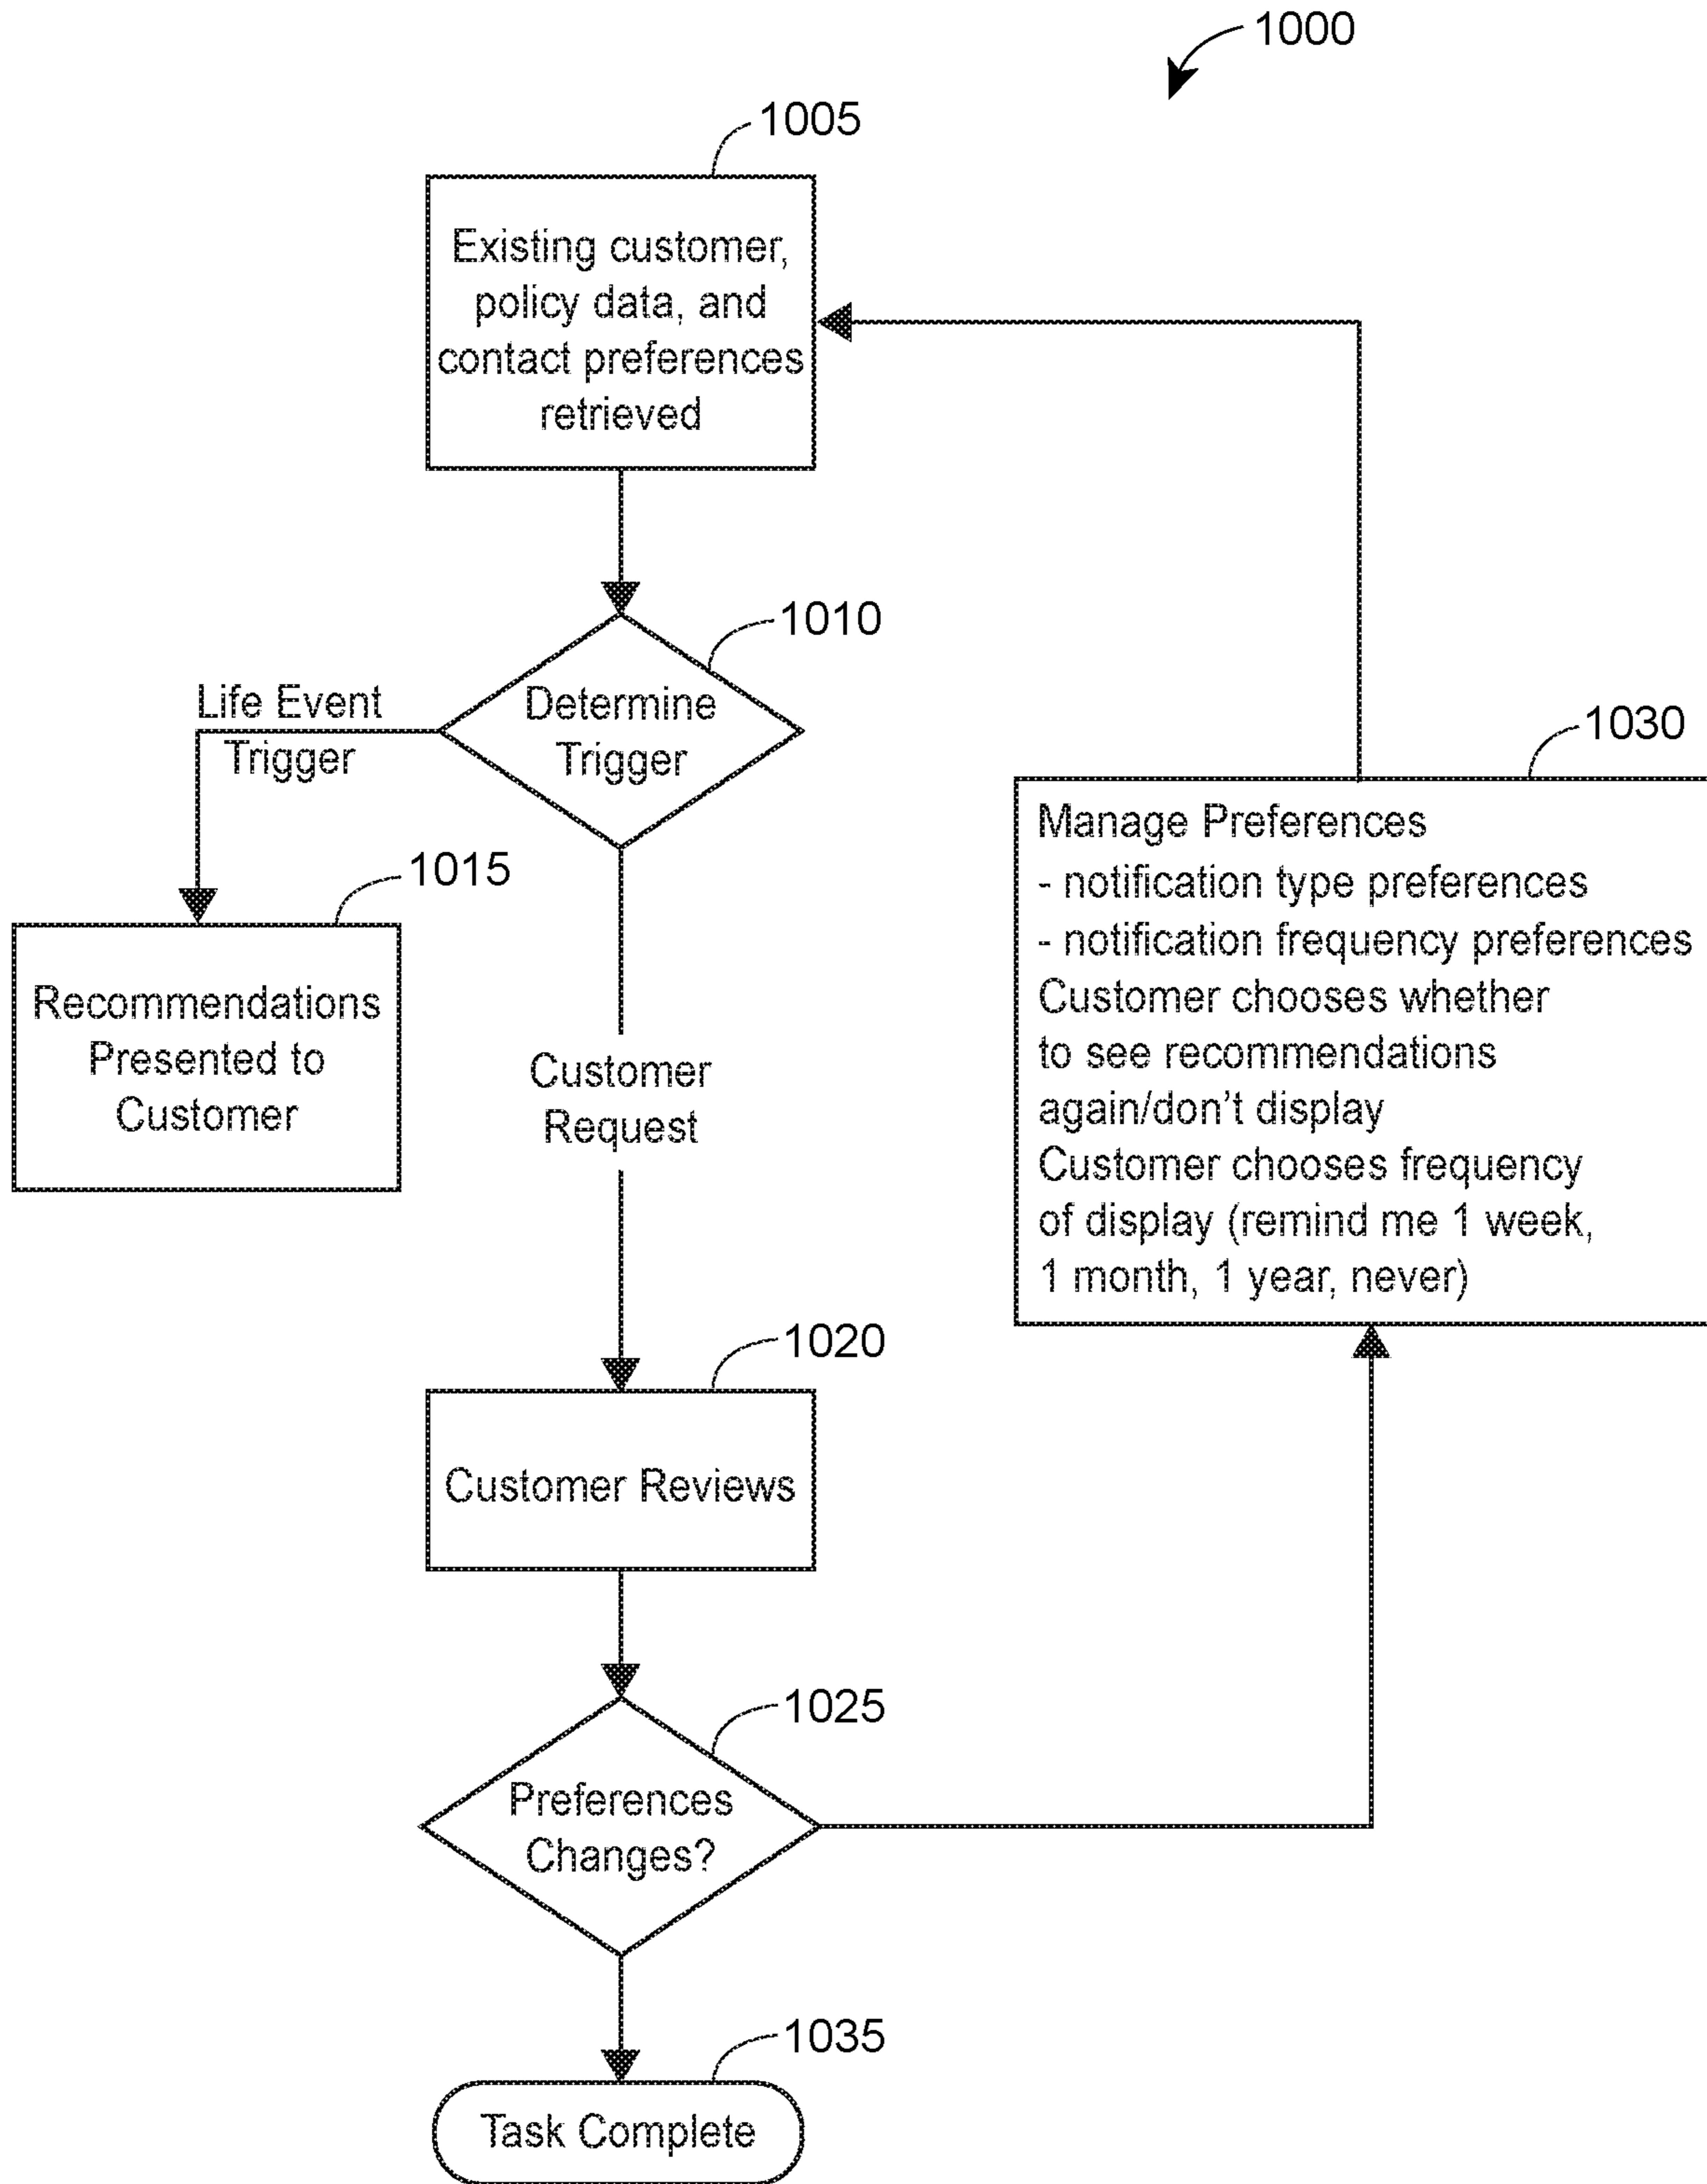 1000
1005
Existing customer,
policy data, and
contact preferences
retrieved
1010
Determine
Trigger
Life Event
Trigger
1015
Recommendations
Presented to
Customer
Customer
Request
1030
Manage Preferences
- notification type preferences
- notification frequency preferences
Customer chooses whether
to see recommendations
again/don't display
Customer chooses frequency
of display (remind me 1 week,
1 month, 1 year, never)
1020
Customer Reviews
1025
Preferences
Changes?
1035
Task Complete